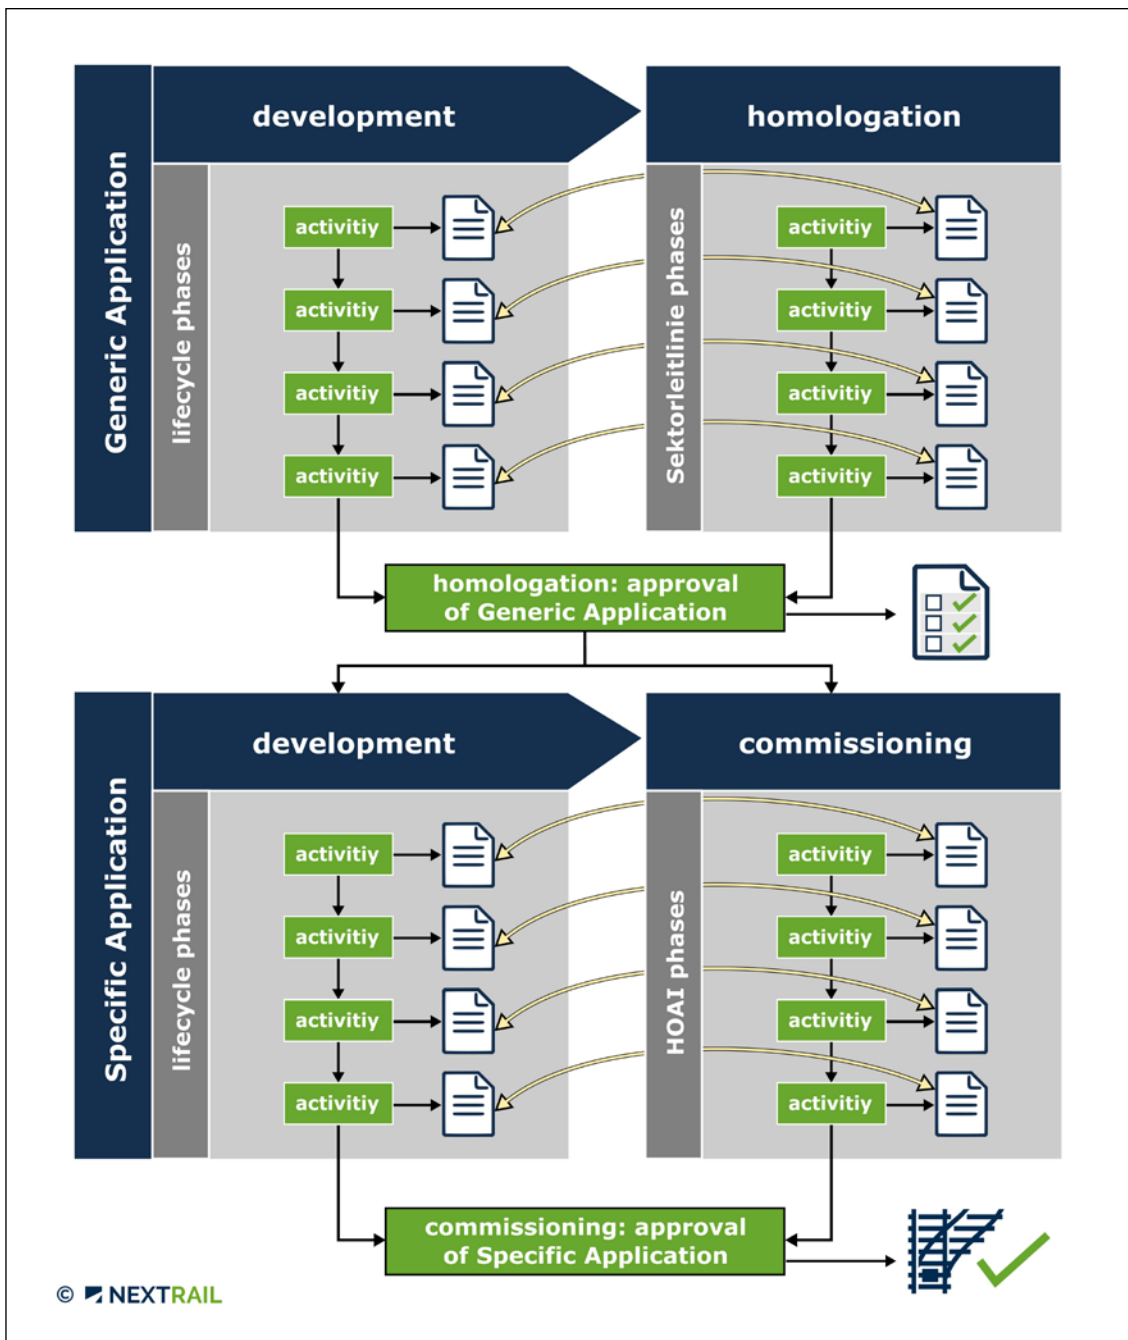 Generic Application
development
homologation
lifecycle phases
activitiy
activitiy
activitiy
activitiy
Sektorleitlinie phases
activitiy
activitiy
activitiy
activitiy
homologation: approval
of Generic Application
Specific Application
development
commissioning
lifecycle phases
activitiy
activitiy
activitiy
activitiy
HOAI phases
activitiy
activitiy
activitiy
activitiy
commissioning: approval
of Specific Application
© NEXTRAIL